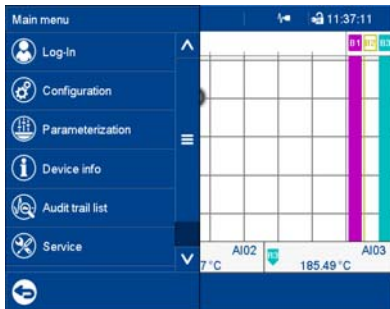 Main menu
11:37:11
Log-In
Configuration
Parameterization
Device info
Audit trail list
Service
B1 B2 B3
AI02
AI03
B3
7 °C
185.49 °C